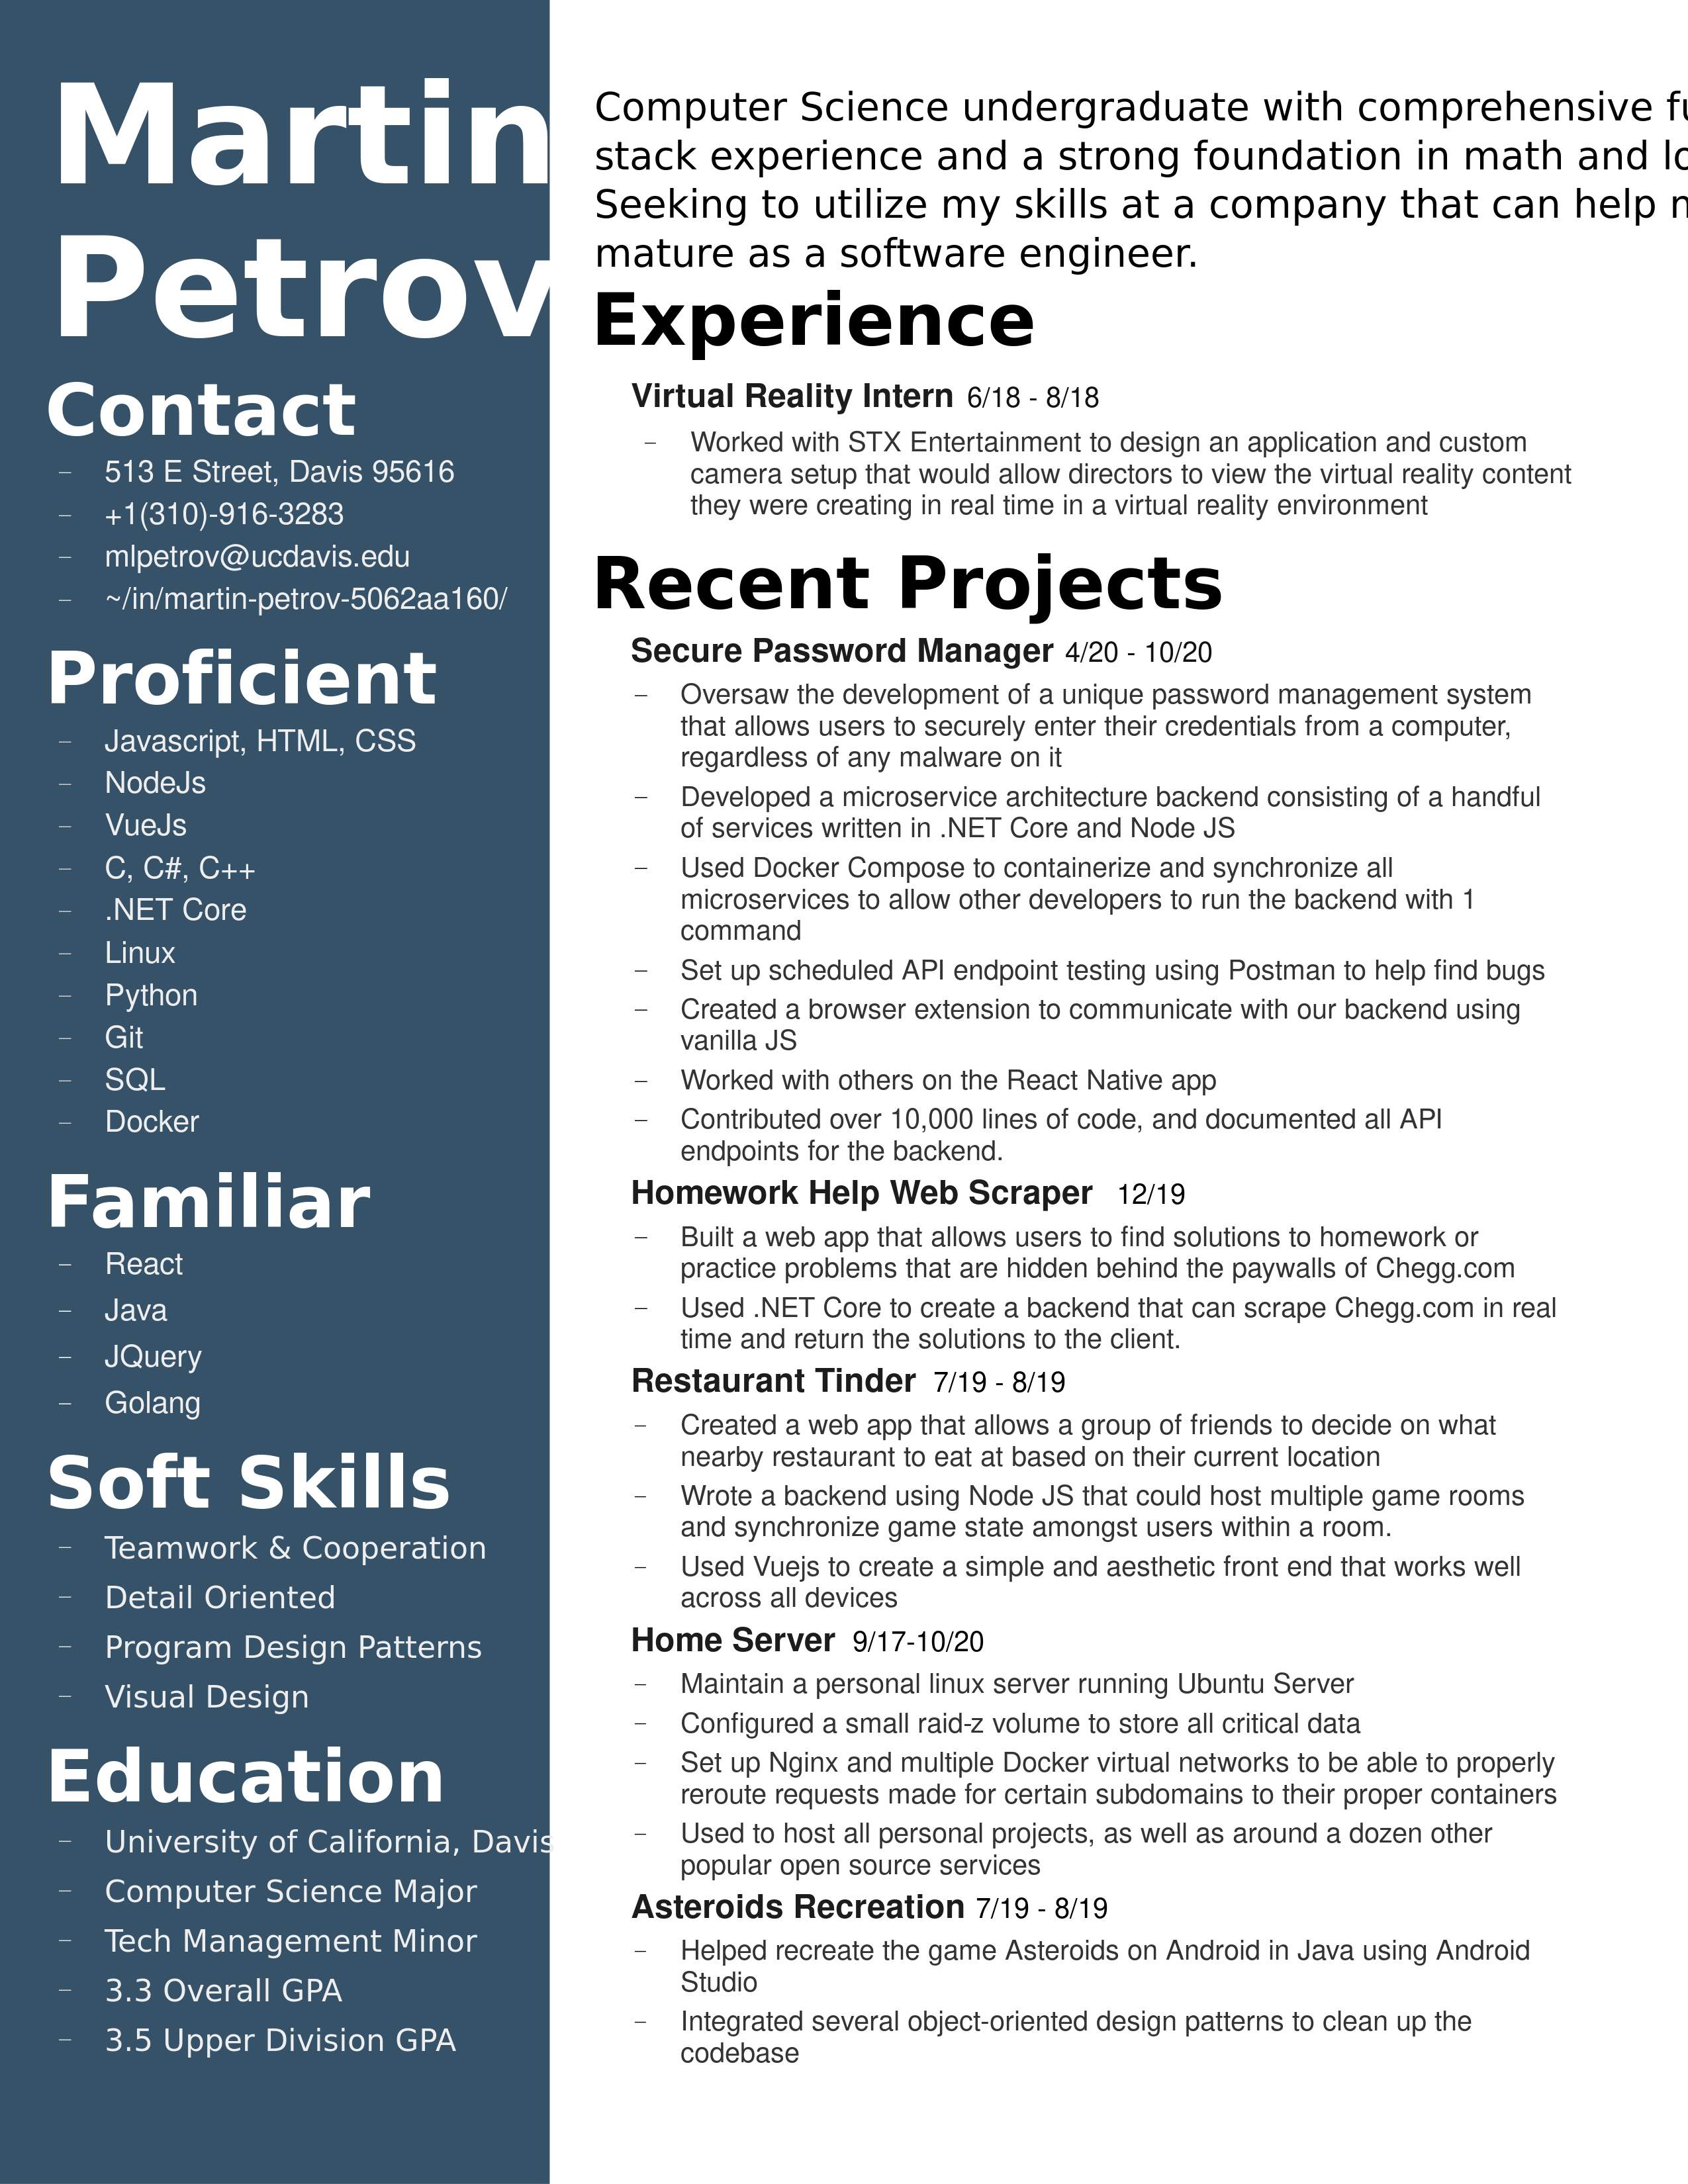 Martin
Petrov
Contact
– 513 E Street, Davis 95616
– +1(310)-916-3283
– mlpetrov@ucdavis.edu
– ~/in/martin-petrov-5062aa160/
Proficient
– Javascript, HTML, CSS
– NodeJs
– VueJs
– C, C#, C++
– .NET Core
– Linux
– Python
– Git
– SQL
– Docker
Familiar
– React
– Java
– JQuery
– Golang
Soft Skills
– Teamwork & Cooperation
– Detail Oriented
– Program Design Patterns
– Visual Design
Education
– University of California, Davis
– Computer Science Major
– Tech Management Minor
– 3.3 Overall GPA
– 3.5 Upper Division GPA
Computer Science undergraduate with comprehensive
stack experience and a strong foundation in math and
Seeking to utilize my skills at a company that can help
mature as a software engineer.
Experience
Virtual Reality Intern 6/18 - 8/18
– Worked with STX Entertainment to design an application and custom
camera setup that would allow directors to view the virtual reality content
they were creating in real time in a virtual reality environment
Recent Projects
Secure Password Manager 4/20 - 10/20
– Oversaw the development of a unique password management system
that allows users to securely enter their credentials from a computer,
regardless of any malware on it
– Developed a microservice architecture backend consisting of a handful
of services written in .NET Core and Node JS
– Used Docker Compose to containerize and synchronize all
microservices to allow other developers to run the backend with 1
command
– Set up scheduled API endpoint testing using Postman to help find bugs
– Created a browser extension to communicate with our backend using
vanilla JS
– Worked with others on the React Native app
– Contributed over 10,000 lines of code, and documented all API
endpoints for the backend.
Homework Help Web Scraper 12/19
– Built a web app that allows users to find solutions to homework or
practice problems that are hidden behind the paywalls of Chegg.com
– Used .NET Core to create a backend that can scrape Chegg.com in real
time and return the solutions to the client.
Restaurant Tinder 7/19 - 8/19
– Created a web app that allows a group of friends to decide on what
nearby restaurant to eat at based on their current location
– Wrote a backend using Node JS that could host multiple game rooms
and synchronize game state amongst users within a room.
– Used Vuejs to create a simple and aesthetic front end that works well
across all devices
Home Server 9/17-10/20
– Maintain a personal linux server running Ubuntu Server
– Configured a small raid-z volume to store all critical data
– Set up Nginx and multiple Docker virtual networks to be able to properly
reroute requests made for certain subdomains to their proper containers
– Used to host all personal projects, as well as around a dozen other
popular open source services
Asteroids Recreation 7/19 - 8/19
– Helped recreate the game Asteroids on Android in Java using Android
Studio
– Integrated several object-oriented design patterns to clean up the
codebase